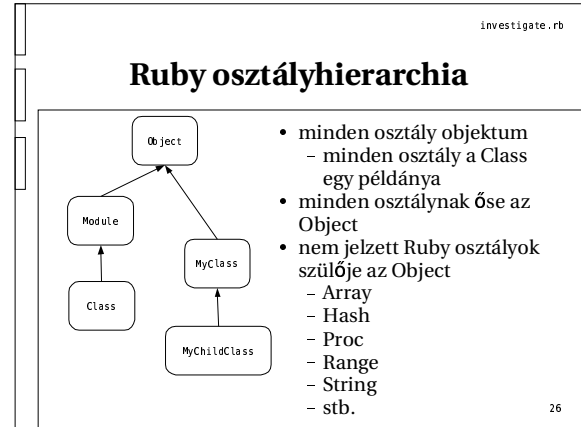 investigate.rb
Ruby osztályhierarchia
Object
Module
MyClass
Class
MyChildClass
• minden osztály objektum
– minden osztály a Class
egy példánya
• minden osztálynak őse az
Object
• nem jelzett Ruby osztályok
szülője az Object
– Array
– Hash
– Proc
– Range
– String
– stb.
26